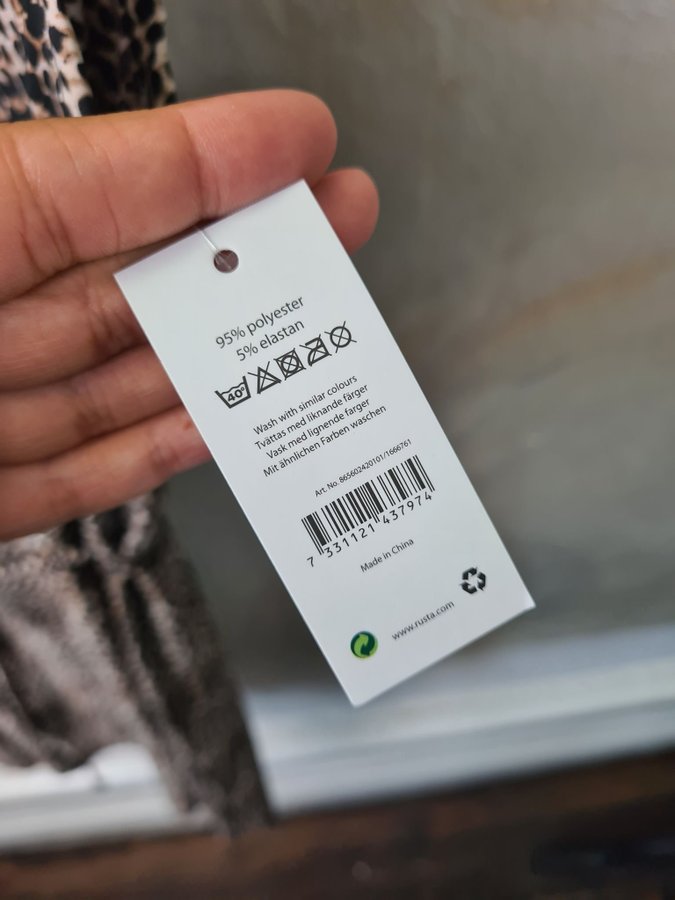 95% polyester
5% elastan
40°
Wash with similar colours
Tvättas med liknande färger
Vask med lignende farger
Mit ähnlichen Farben waschen
Art. No. 865602420101/1666761
7 331121 437974
Made in China
www.rusta.com